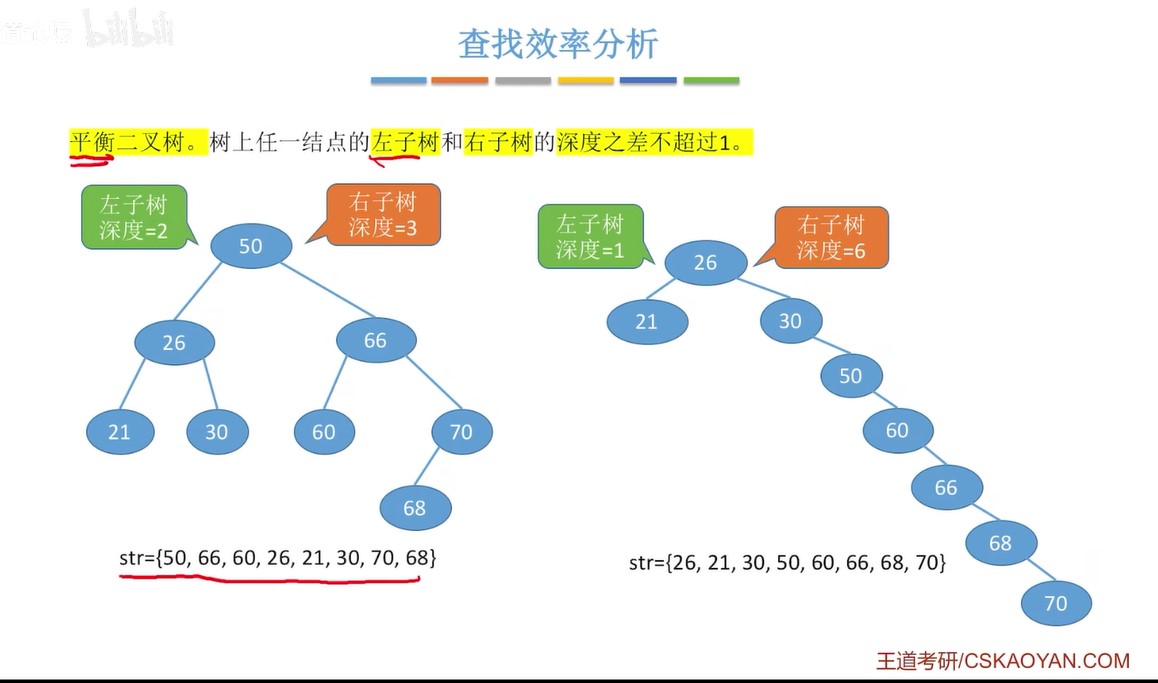 bilibili
查找效率分析
平衡二叉树。树上任一结点的左子树和右子树的深度之差不超过1。
左子树
深度=2
右子树
深度=3
50
26
66
21
30
60
70
68
str={50, 66, 60, 26, 21, 30, 70, 68}
左子树
深度=1
右子树
深度=6
26
21
30
50
60
66
68
70
str={26, 21, 30, 50, 60, 66, 68, 70}
王道考研/CSKAOYAN.COM